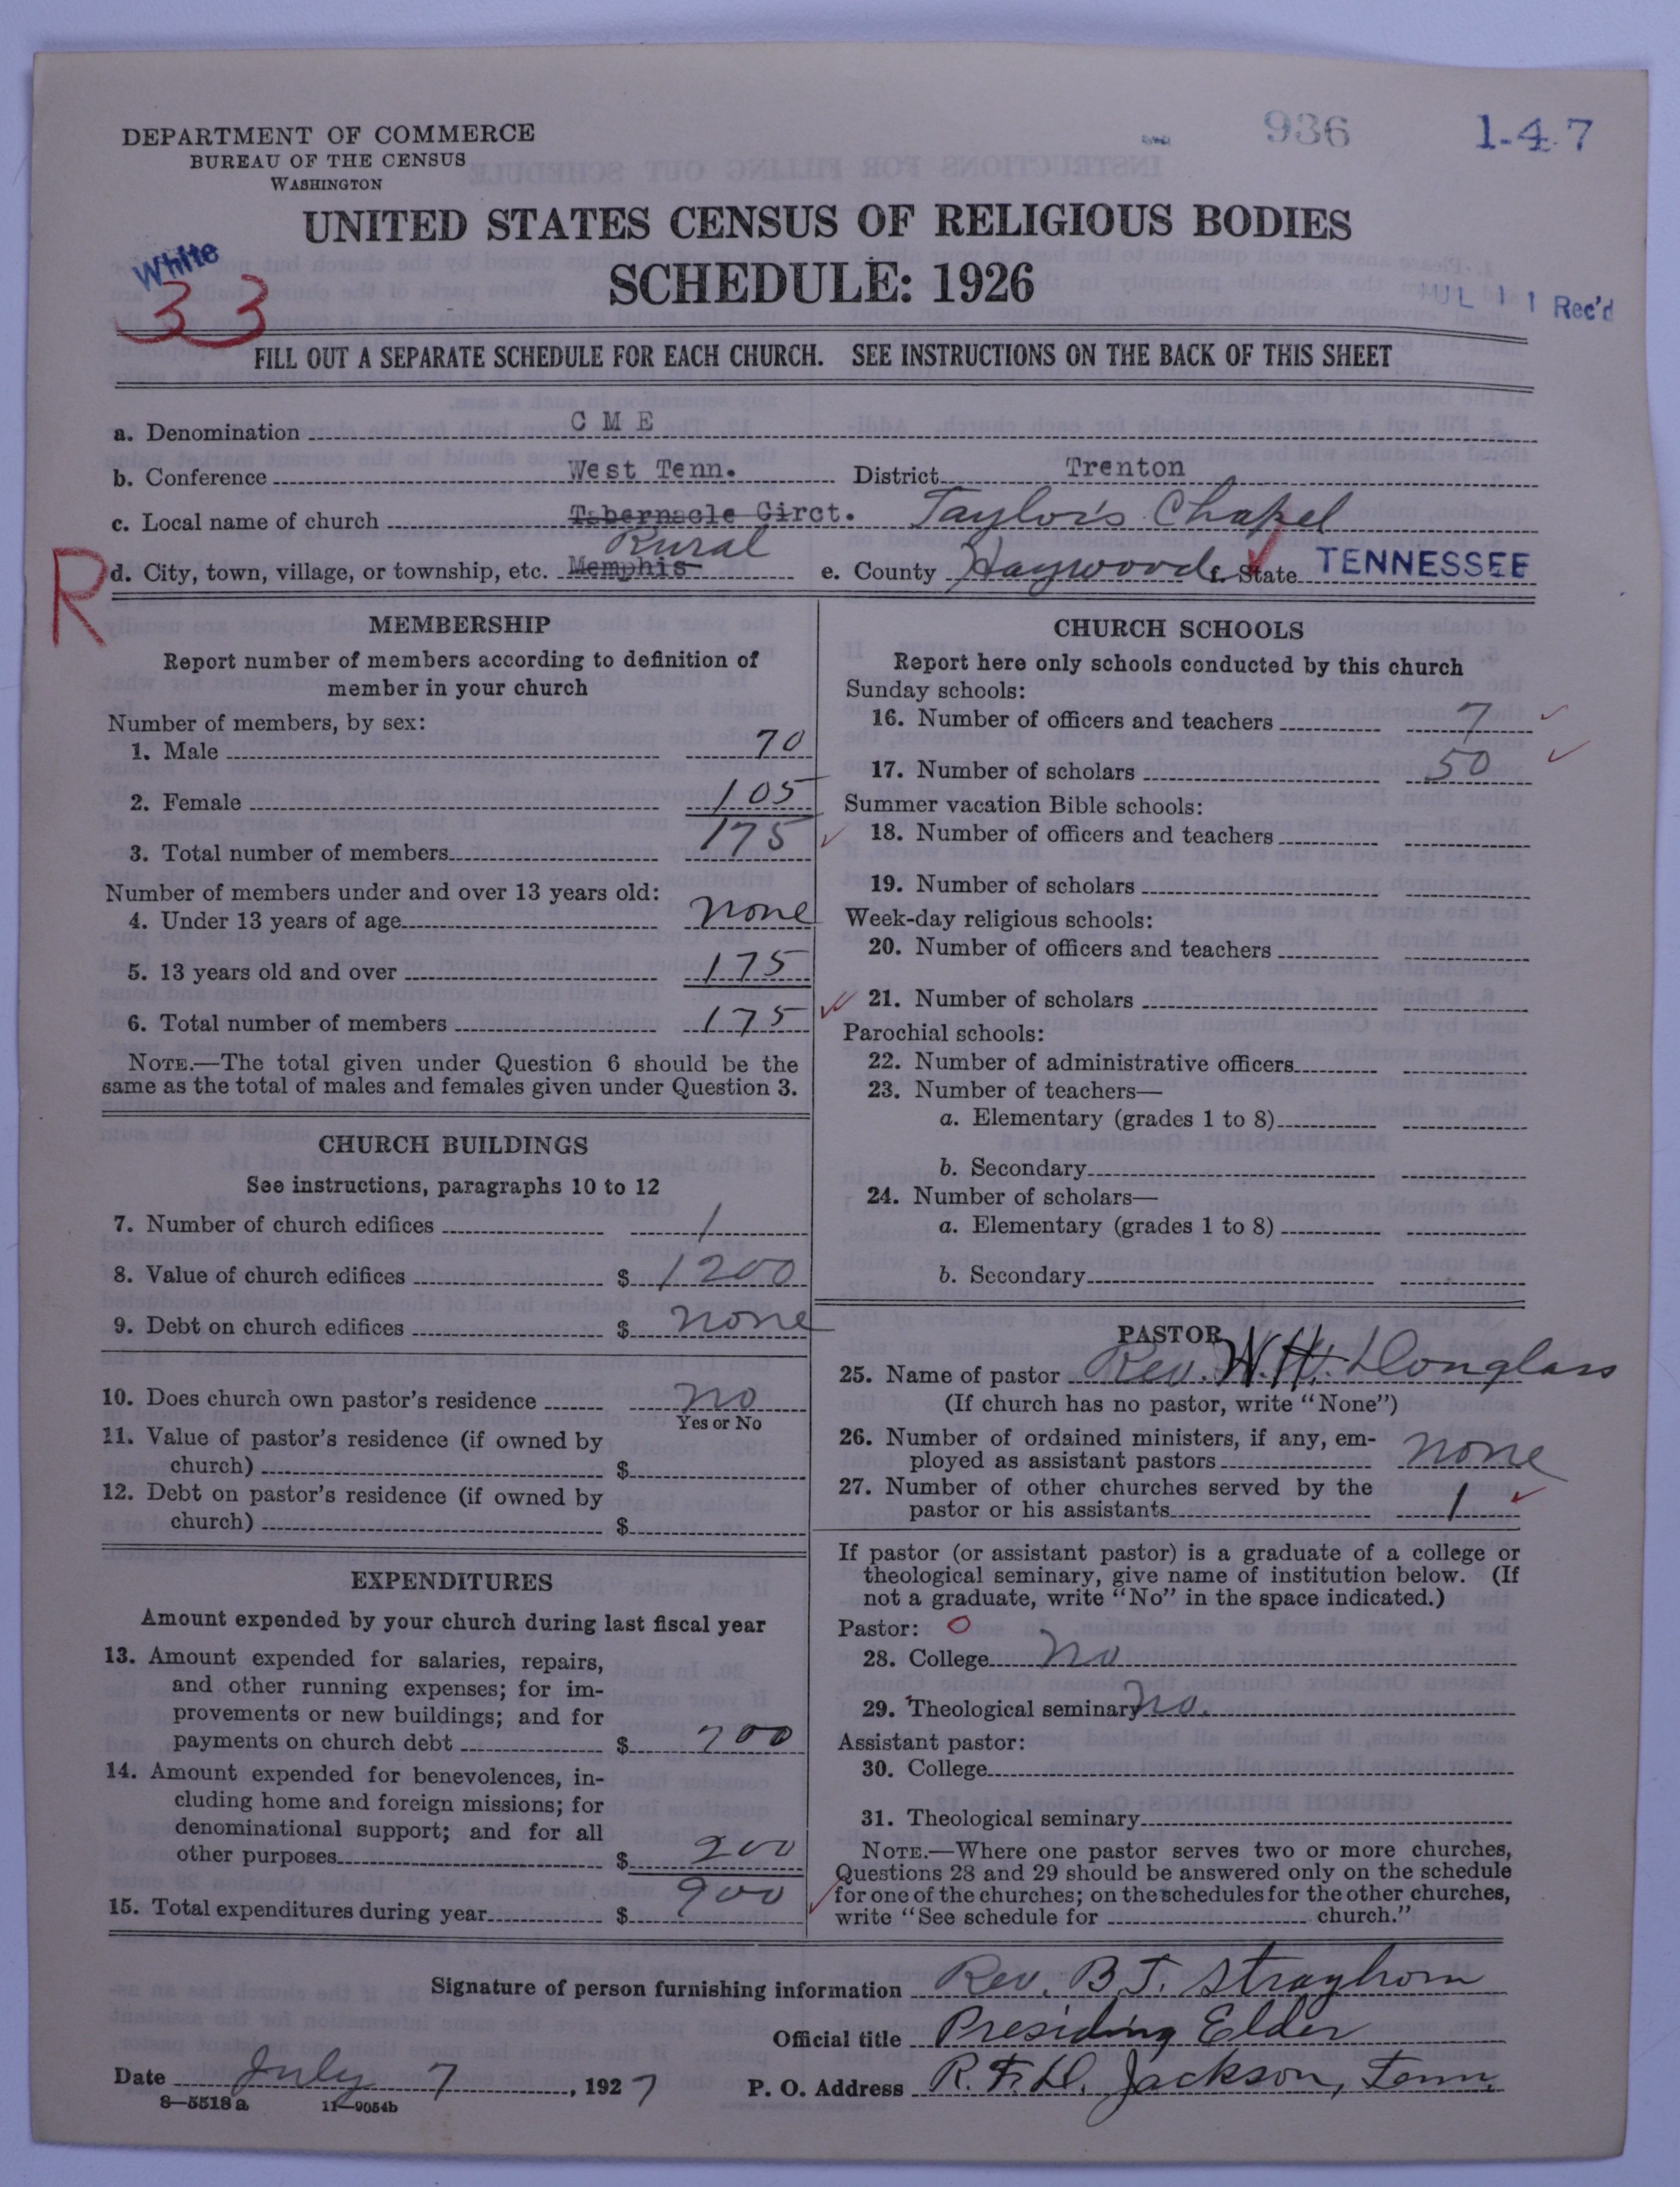 DEPARTMENT OF COMMERCE
BUREAU OF THE CENSUS
WASHINGTON
936
1-4-7
UNITED STATES CENSUS OF RELIGIOUS BODIES
SCHEDULE: 1926
White
33
JUL 11 Rec'd
FILL OUT A SEPARATE SCHEDULE FOR EACH CHURCH. SEE INSTRUCTIONS ON THE BACK OF THIS SHEET
a. Denomination C M E
b. Conference West Tenn. District Trenton
c. Local name of church Tabernacle Circt. Taylor's Chapel
Rural
R
d. City, town, village, or township, etc. Memphis e. County Haywood f. State TENNESSEE
MEMBERSHIP
Report number of members according to definition of
member in your church
Number of members, by sex:
1. Male 70
2. Female 105
3. Total number of members 175
Number of members under and over 13 years old:
4. Under 13 years of age none
5. 13 years old and over 175
6. Total number of members 175
NOTE.—The total given under Question 6 should be the
same as the total of males and females given under Question 3.
CHURCH BUILDINGS
See instructions, paragraphs 10 to 12
7. Number of church edifices 1
8. Value of church edifices $ 1200
9. Debt on church edifices $ none
10. Does church own pastor's residence no
Yes or No
11. Value of pastor's residence (if owned by
church) $
12. Debt on pastor's residence (if owned by
church) $
EXPENDITURES
Amount expended by your church during last fiscal year
13. Amount expended for salaries, repairs,
and other running expenses; for im-
provements or new buildings; and for
payments on church debt $ 700
14. Amount expended for benevolences, in-
cluding home and foreign missions; for
denominational support; and for all
other purposes $ 200
15. Total expenditures during year $ 900
CHURCH SCHOOLS
Report here only schools conducted by this church
Sunday schools:
16. Number of officers and teachers 7
17. Number of scholars 50
Summer vacation Bible schools:
18. Number of officers and teachers
19. Number of scholars
Week-day religious schools:
20. Number of officers and teachers
21. Number of scholars
Parochial schools:
22. Number of administrative officers
23. Number of teachers—
a. Elementary (grades 1 to 8)
b. Secondary
24. Number of scholars—
a. Elementary (grades 1 to 8)
b. Secondary
PASTOR
25. Name of pastor Rev. W. H. Douglass
(If church has no pastor, write "None")
26. Number of ordained ministers, if any, em-
ployed as assistant pastors none
27. Number of other churches served by the
pastor or his assistants 1
If pastor (or assistant pastor) is a graduate of a college or
theological seminary, give name of institution below. (If
not a graduate, write "No" in the space indicated.)
Pastor: O
28. College no
29. Theological seminary no.
Assistant pastor:
30. College
31. Theological seminary
NOTE.—Where one pastor serves two or more churches,
Questions 28 and 29 should be answered only on the schedule
for one of the churches; on the schedules for the other churches,
write "See schedule for church."
Signature of person furnishing information Rev. B. T. Strayhorn
Official title Presiding Elder
Date July 7, 1927 P. O. Address R. F. D. Jackson, Tenn.
8—5518 a 11—9054b